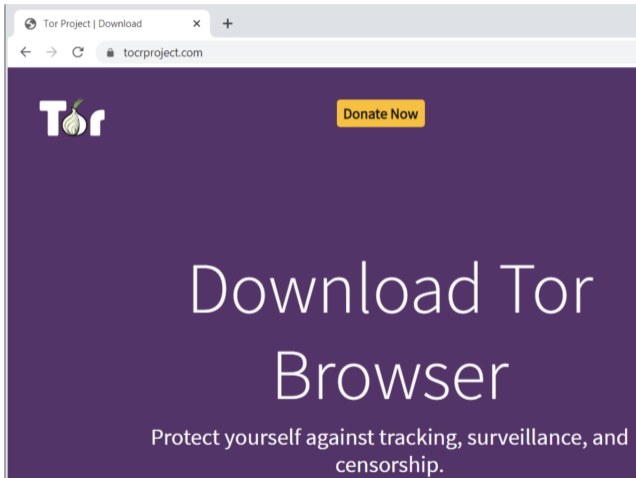 Tor Project | Download
tocrproject.com
Tor
Donate Now
Download Tor
Browser
Protect yourself against tracking, surveillance, and
censorship.